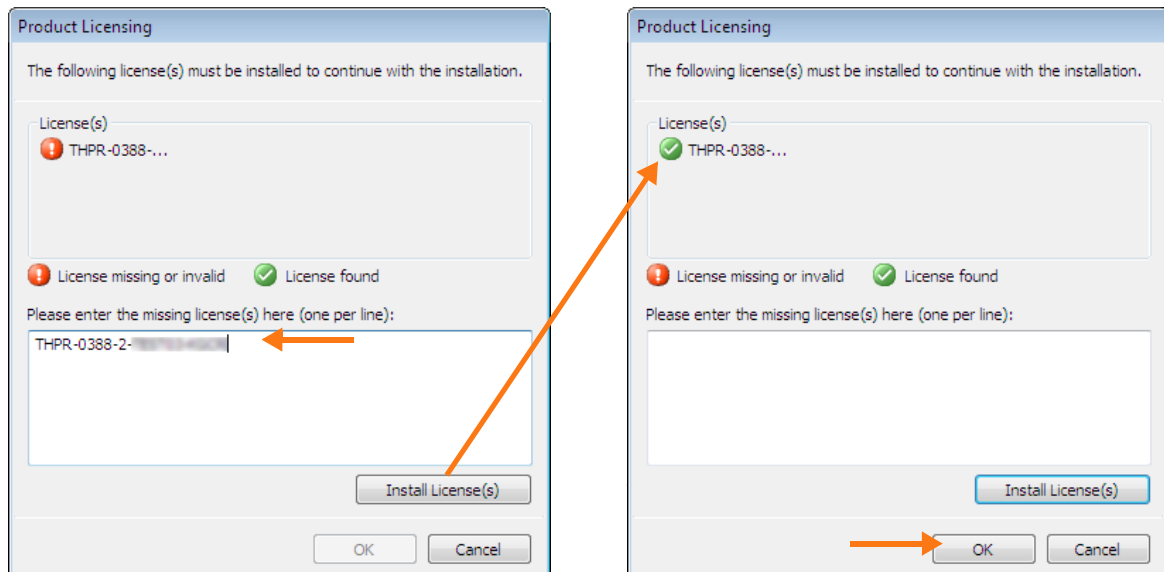 Product Licensing
The following license(s) must be installed to continue with the installation.
License(s)
THPR-0388-...
License missing or invalid
License found
Please enter the missing license(s) here (one per line):
THPR-0388-2-
Install License(s)
OK
Cancel
Product Licensing
The following license(s) must be installed to continue with the installation.
License(s)
THPR-0388-...
License missing or invalid
License found
Please enter the missing license(s) here (one per line):
Install License(s)
OK
Cancel